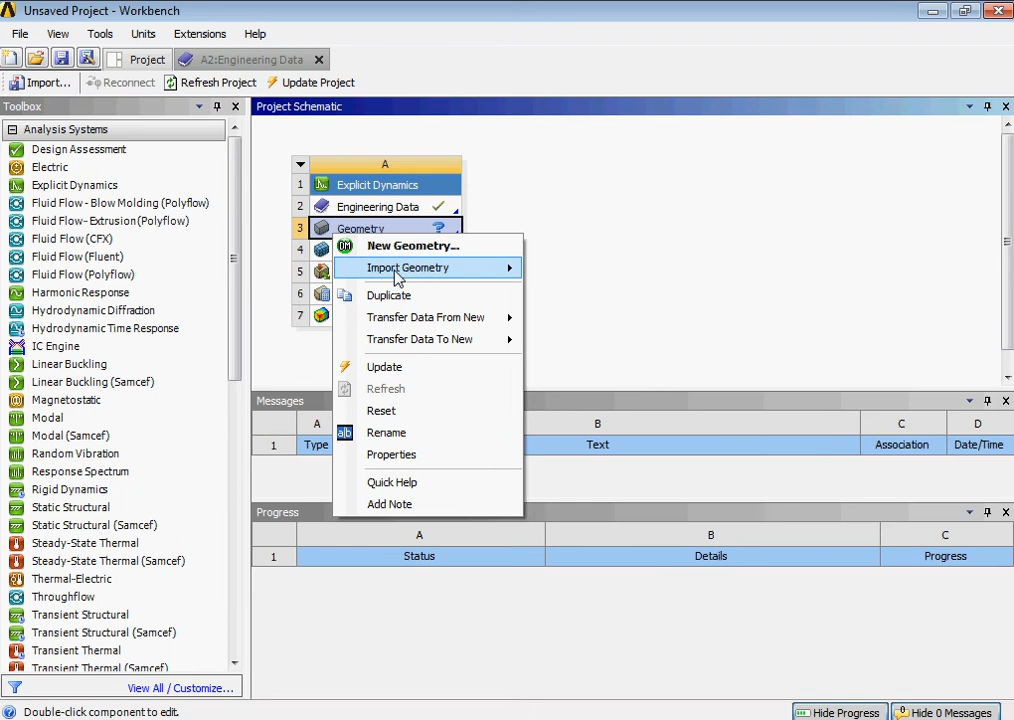 Unsaved Project - Workbench
File View Tools Units Extensions Help
Project A2:Engineering Data
Import... Reconnect Refresh Project Update Project
Toolbox
Analysis Systems
Design Assessment
Electric
Explicit Dynamics
Fluid Flow- Blow Molding (Polyflow)
Fluid Flow- Extrusion(Polyflow)
Fluid Flow (CFX)
Fluid Flow (Fluent)
Fluid Flow (Polyflow)
Harmonic Response
Hydrodynamic Diffraction
Hydrodynamic Time Response
IC Engine
Linear Buckling
Linear Buckling (Samcef)
Magnetostatic
Modal
Modal (Samcef)
Random Vibration
Response Spectrum
Rigid Dynamics
Static Structural
Static Structural (Samcef)
Steady-State Thermal
Steady-State Thermal (Samcef)
Thermal-Electric
Throughflow
Transient Structural
Transient Structural (Samcef)
Transient Thermal
Transient Thermal (Samcef)
View All / Customize...
Project Schematic
A
1 Explicit Dynamics
2 Engineering Data
3 Geometry ?
4
5
6
7
DM New Geometry...
Import Geometry
Duplicate
Transfer Data From New
Transfer Data To New
Update
Refresh
Reset
a|b Rename
Properties
Quick Help
Add Note
Messages
A B C D
1 Type Text Association Date/Time
Progress
A B C
1 Status Details Progress
Double-click component to edit.
Hide Progress Hide 0 Messages